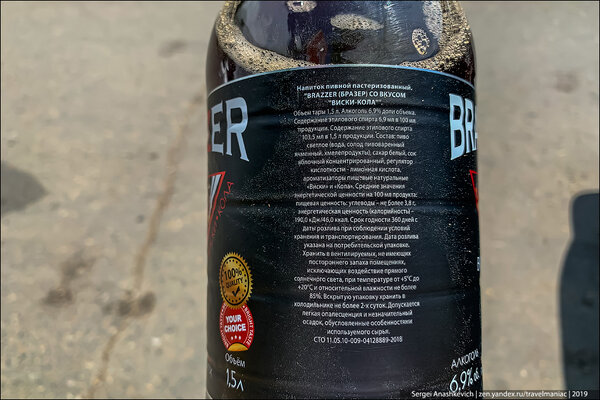 Напиток пивной пастеризованный.
"BRAZZER (БРАЗЕР) СО ВКУСОМ
"ВИСКИ-КОЛА"".
Объем тары 1,5 л. Алкоголь 6,9% доли объёма.
Содержание этилового спирта 6,9 мл в 100 мл
продукции. Содержание этилового спирта
103,5 мл в 1,5 л продукции. Состав: пиво
светлое (вода, солод пивоваренный
ячменный, хмелепродукты), сахар белый, сок
яблочный концентрированный, регулятор
кислотности - лимонная кислота,
ароматизаторы пищевые натуральные
«Виски» и «Кола». Средние значения
энергетической ценности на 100 мл продукта:
пищевая ценность: углеводы - не более 3,8 г,
энергетическая ценность (калорийность) -
190,0 кДж/46,0 ккал. Срок годности 360 дней с
даты розлива при соблюдении условий
хранения и транспортирования. Дата розлива
указана на потребительской упаковке.
Хранить в вентилируемых, не имеющих
постороннего запаха помещениях,
исключающих воздействие прямого
солнечного света, при температуре от +5°С до
+20°С и относительной влажности не более
85%. Вскрытую упаковку хранить в
холодильнике не более 2-х суток. Допускается
легкая опалесценция и незначительный
осадок, обусловленные особенностями
используемого сырья.
СТО 11.05.10-009-04128889-2018
ZER
КИ-КОЛА
100%
QUALITY
YOUR
CHOICE
Объём
1,5л
BRA
АЛКОГОЛЬ
6,9% об.
Sergei Anashkevich | zen.yandex.ru/travelmaniac | 2019